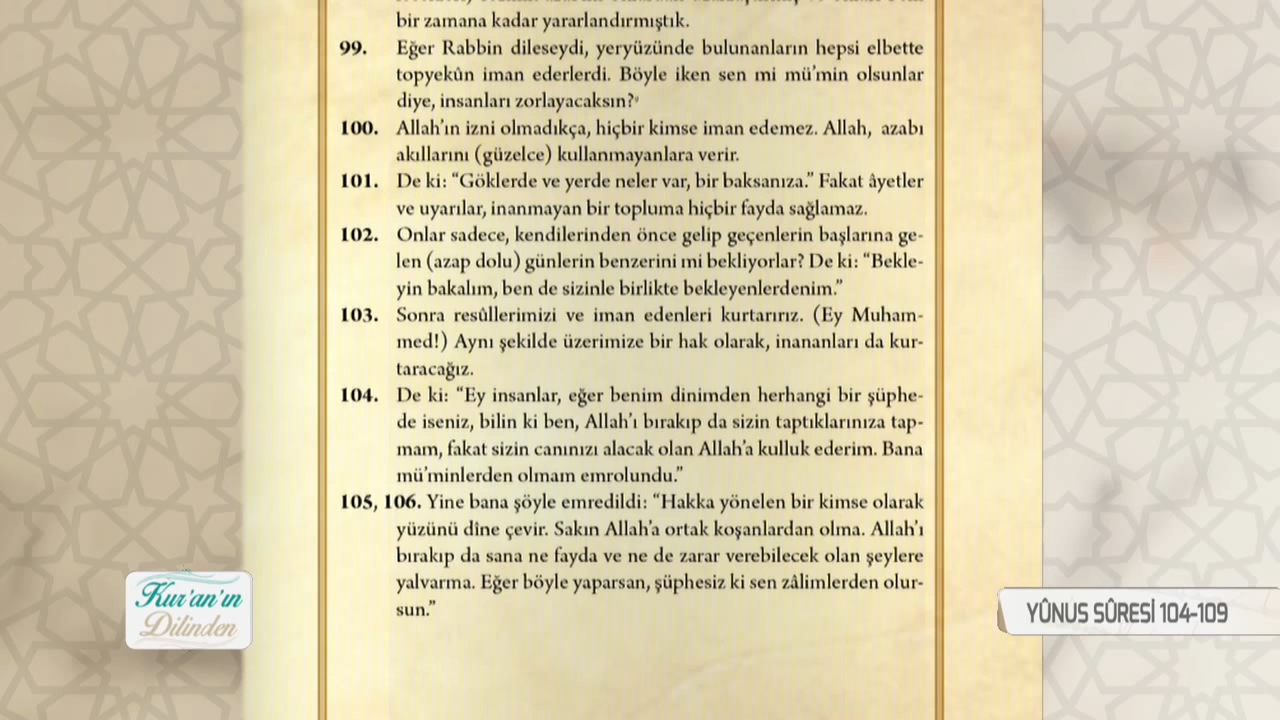 bir zamana kadar yararlandırmıştık.
99. Eğer Rabbin dileseydi, yeryüzünde bulunanların hepsi elbette
topyekûn iman ederlerdi. Böyle iken sen mi mü’min olsunlar
diye, insanları zorlayacaksın?
100. Allah’ın izni olmadıkça, hiçbir kimse iman edemez. Allah, azabı
akıllarını (güzelce) kullanmayanlara verir.
101. De ki: “Göklerde ve yerde neler var, bir baksanıza.” Fakat âyetler
ve uyarılar, inanmayan bir topluma hiçbir fayda sağlamaz.
102. Onlar sadece, kendilerinden önce gelip geçenlerin başlarına ge-
len (azap dolu) günlerin benzerini mi bekliyorlar? De ki: “Bekle-
yin bakalım, ben de sizinle birlikte bekleyenlerdenim.”
103. Sonra resûllerimizi ve iman edenleri kurtarırız. (Ey Muham-
med!) Aynı şekilde üzerimize bir hak olarak, inananları da kur-
taracağız.
104. De ki: “Ey insanlar, eğer benim dinimden herhangi bir şüphe-
de iseniz, bilin ki ben, Allah’ı bırakıp da sizin taptıklarınıza tap-
mam, fakat sizin canınızı alacak olan Allah’a kulluk ederim. Bana
mü’minlerden olmam emrolundu.”
105, 106. Yine bana şöyle emredildi: “Hakka yönelen bir kimse olarak
yüzünü dîne çevir. Sakın Allah’a ortak koşanlardan olma. Allah’ı
bırakıp da sana ne fayda ve ne de zarar verebilecek olan şeylere
yalvarma. Eğer böyle yaparsan, şüphesiz ki sen zâlimlerden olur-
sun.”
Kur’an’ın
Dilinden
YÛNUS SÛRESİ 104-109